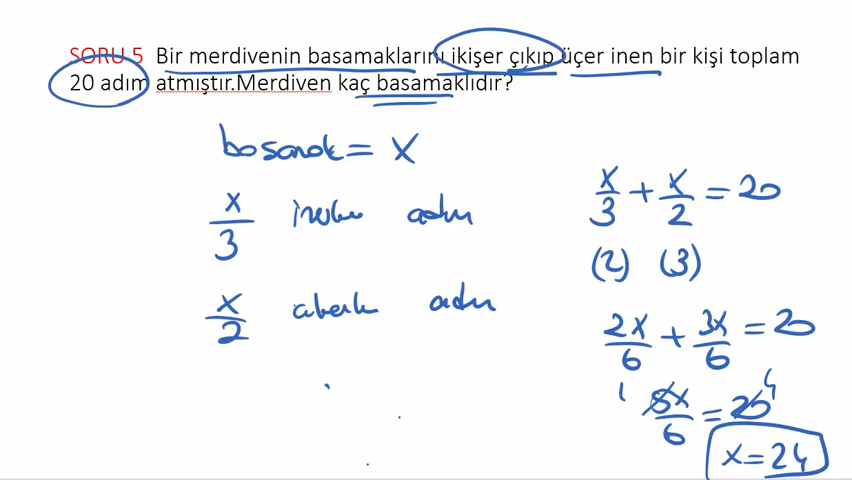 SORU 5 Bir merdivenin basamaklarını ikişer çıkıp üçer inen bir kişi toplam
20 adım atmıştır.Merdiven kaç basamaklıdır?
basamak = x
x/3 inerken adım
x/2 çıkarken adım
x/3 + x/2 = 20
(2) (3)
2x/6 + 3x/6 = 20
1 5x/6 = 20 4
x = 24